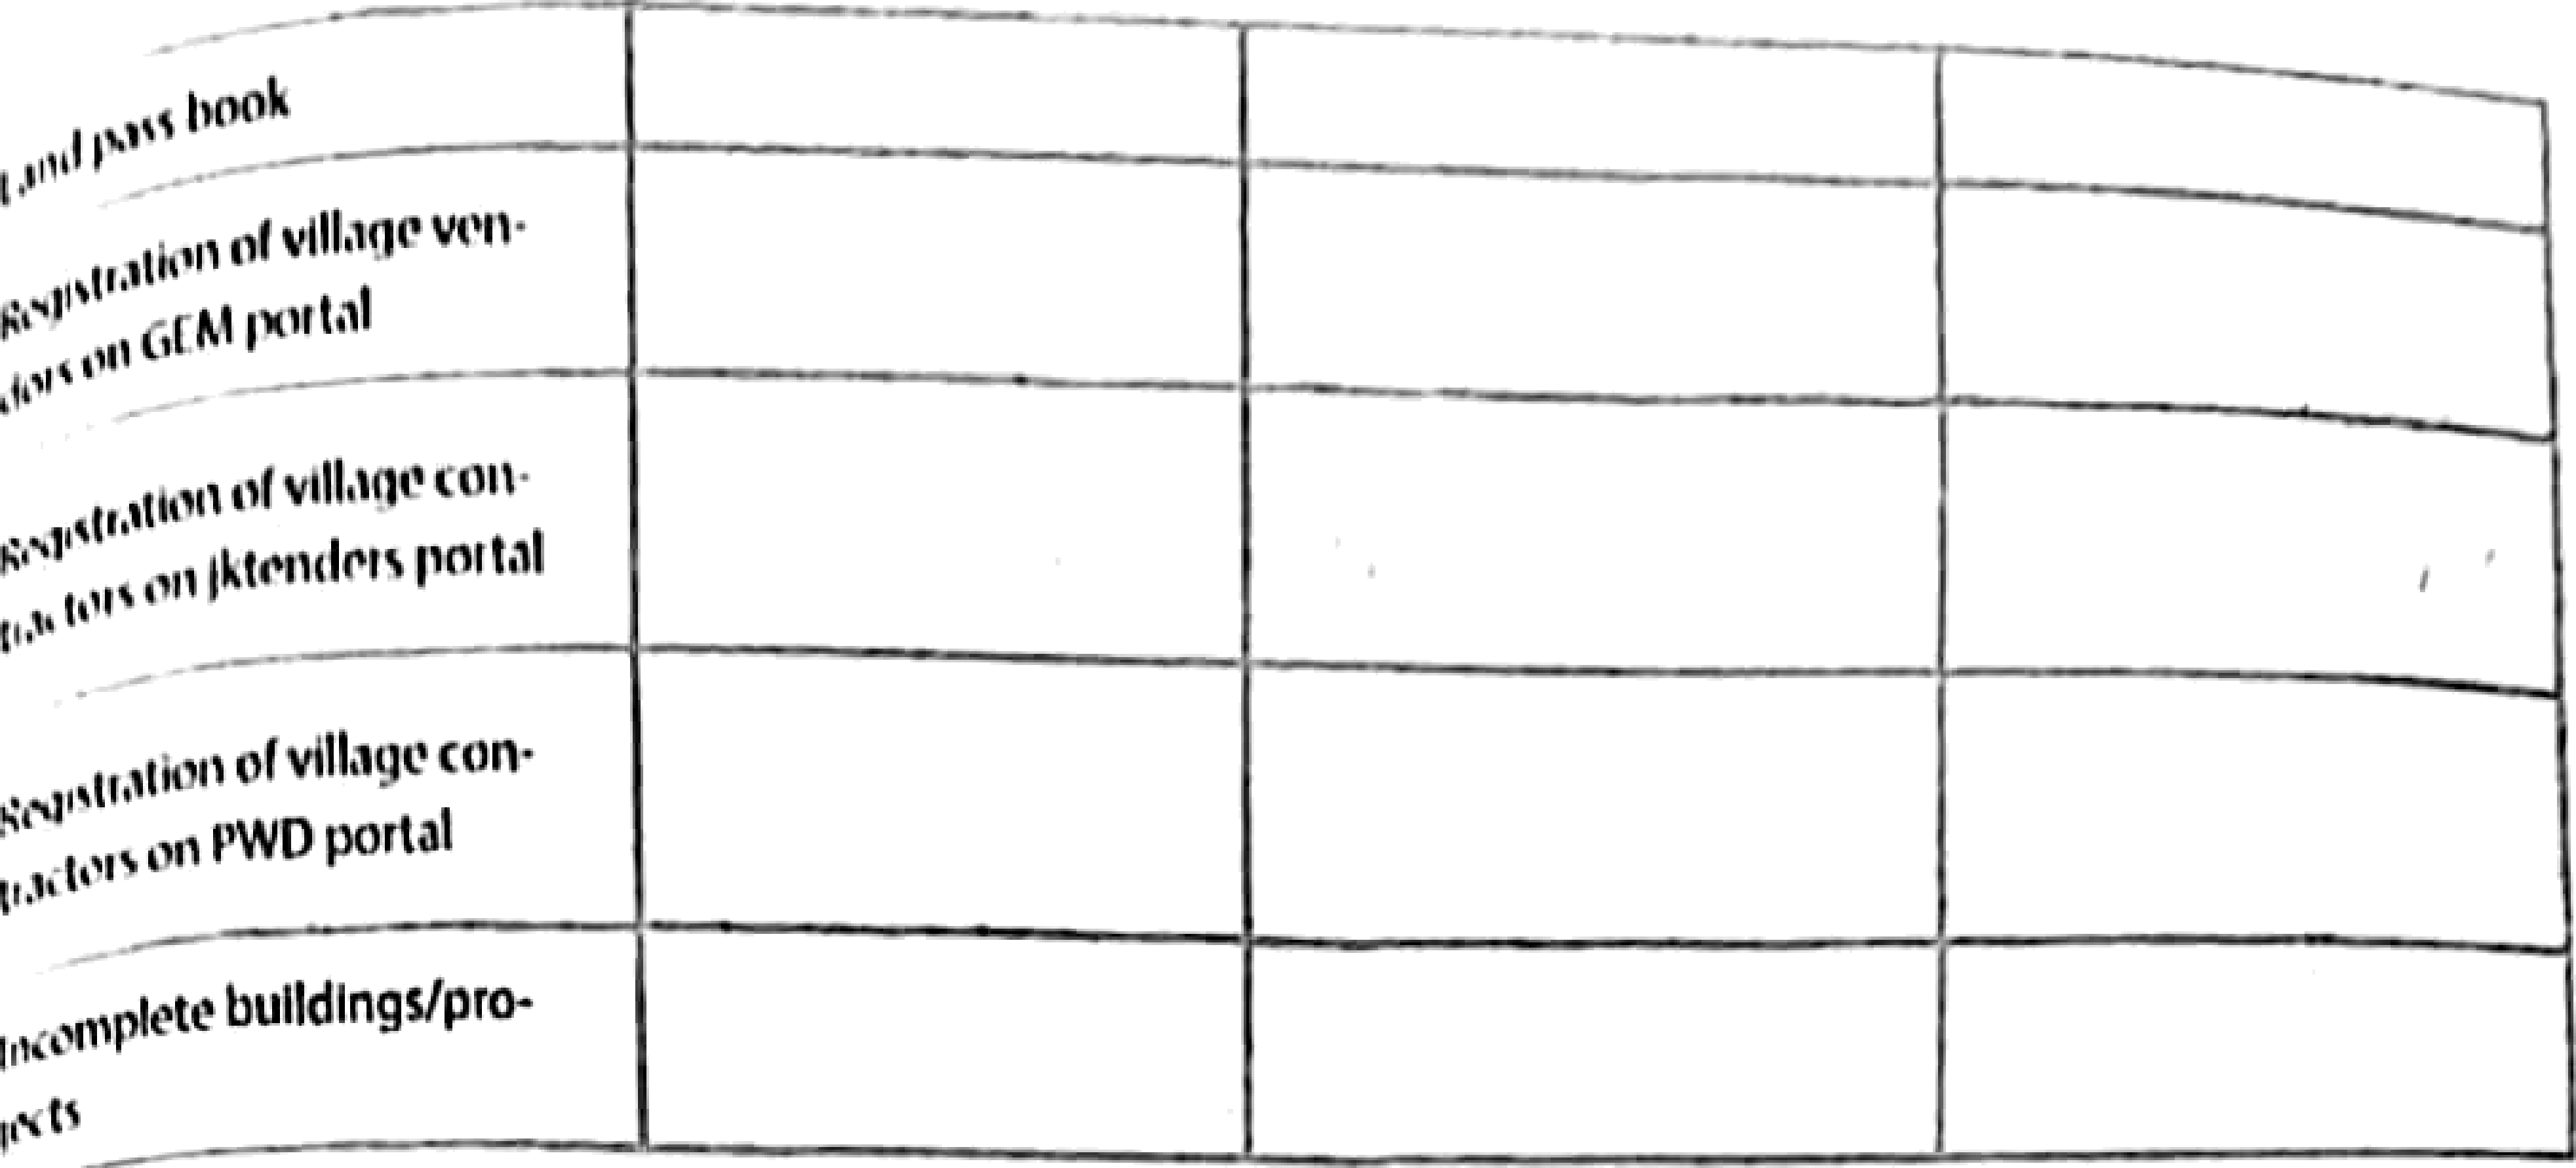 Land pass book
Registration of village ven-
dors on GEM portal
Registration of village con-
tractors on jktenders portal
Registration of village con-
tractors on PWD portal
Incomplete buildings/pro-
jects